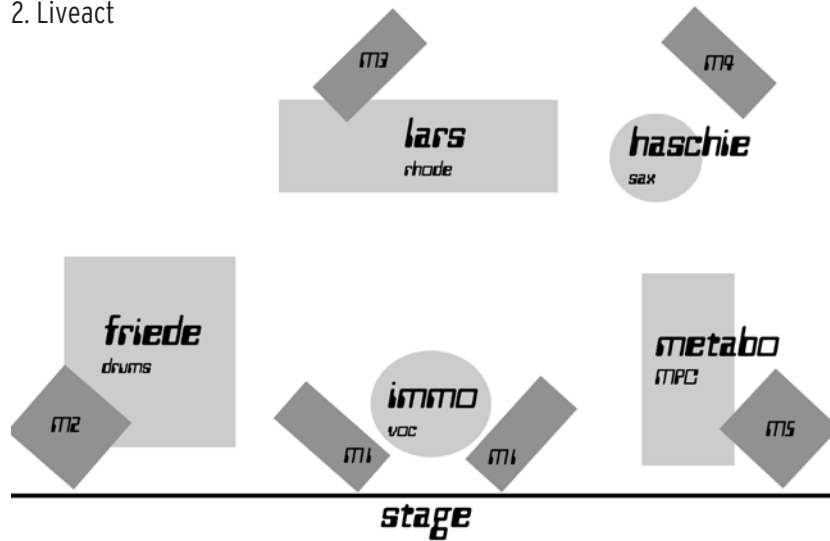 2. Liveact
m3
m4
lars
rhode
haschie
sax
friede
drums
m2
immo
voc
m1
m1
metabo
MPC
m5
stage